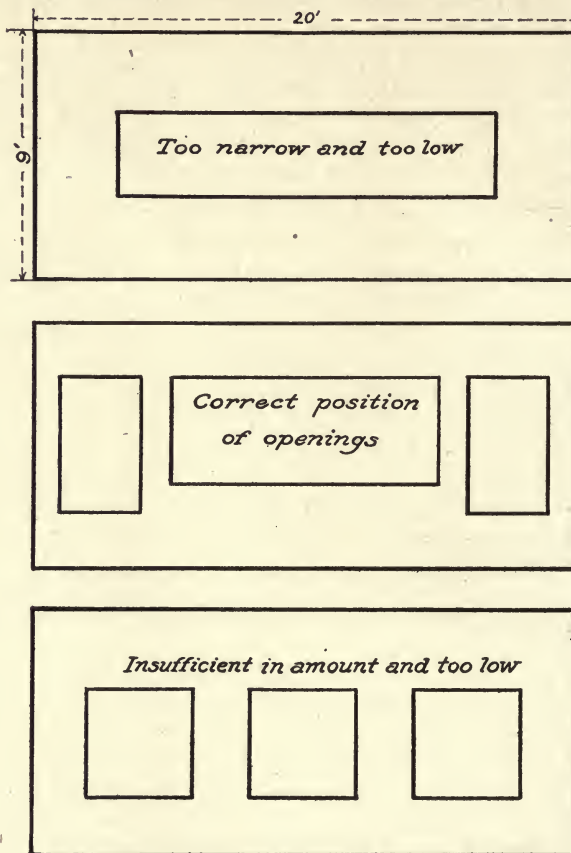 20'
9'
Too narrow and too low
Correct position
of openings
Insufficient in amount and too low